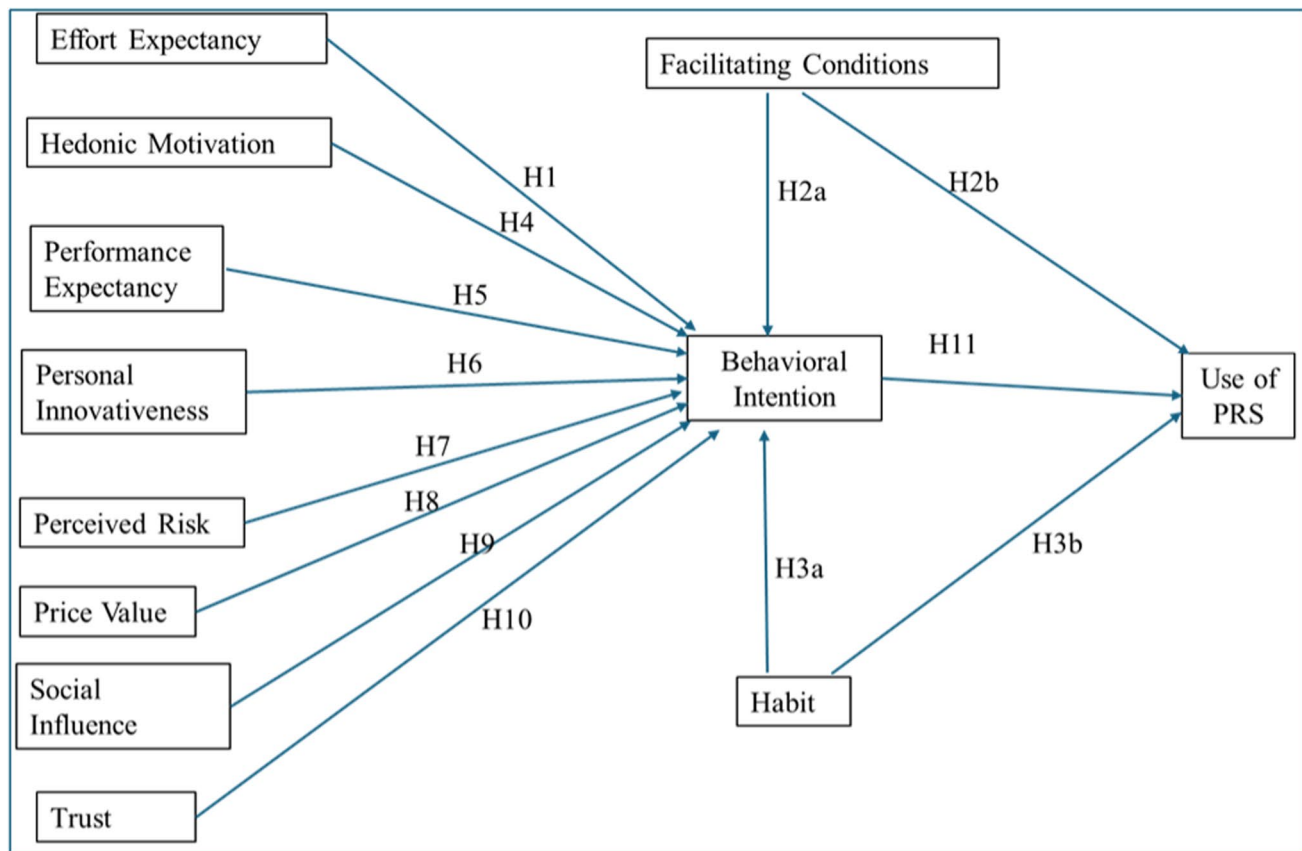 Effort Expectancy
Facilitating Conditions
Hedonic Motivation
H1
H2a
H2b
H4
Performance
Expectancy
H5
Behavioral
Intention
H11
Use of
PRS
Personal
Innovativeness
H6
H7
Perceived Risk
H8
H9
H3a
H3b
Price Value
H10
Social
Influence
Habit
Trust